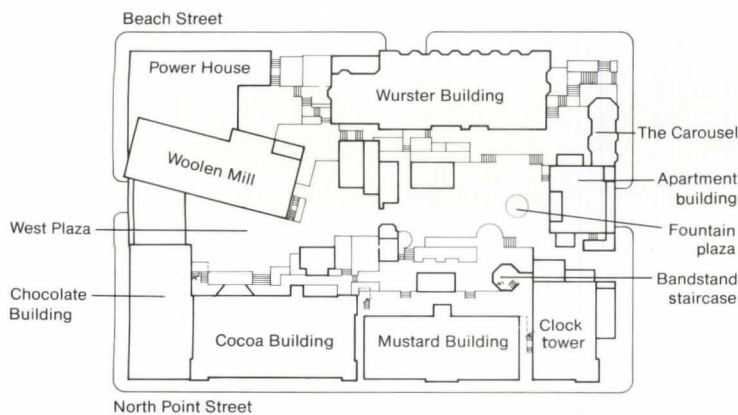 Beach Street
Power House
Wurster Building
The Carousel
Woolen Mill
Apartment
building
West Plaza
Fountain
plaza
Bandstand
staircase
Chocolate
Building
Cocoa Building
Mustard Building
Clock
tower
North Point Street